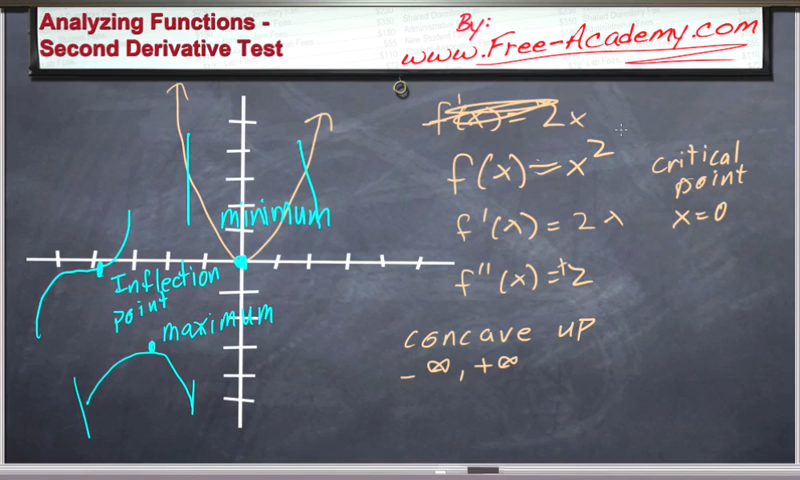 Analyzing Functions -
Second Derivative Test
By:
www.Free-Academy.com
f'(x) = 2x
f(x) = x²
critical
point
x = 0
f'(x) = 2x
f''(x) = +2
concave up
- ∞, + ∞
minimum
Inflection
point
maximum